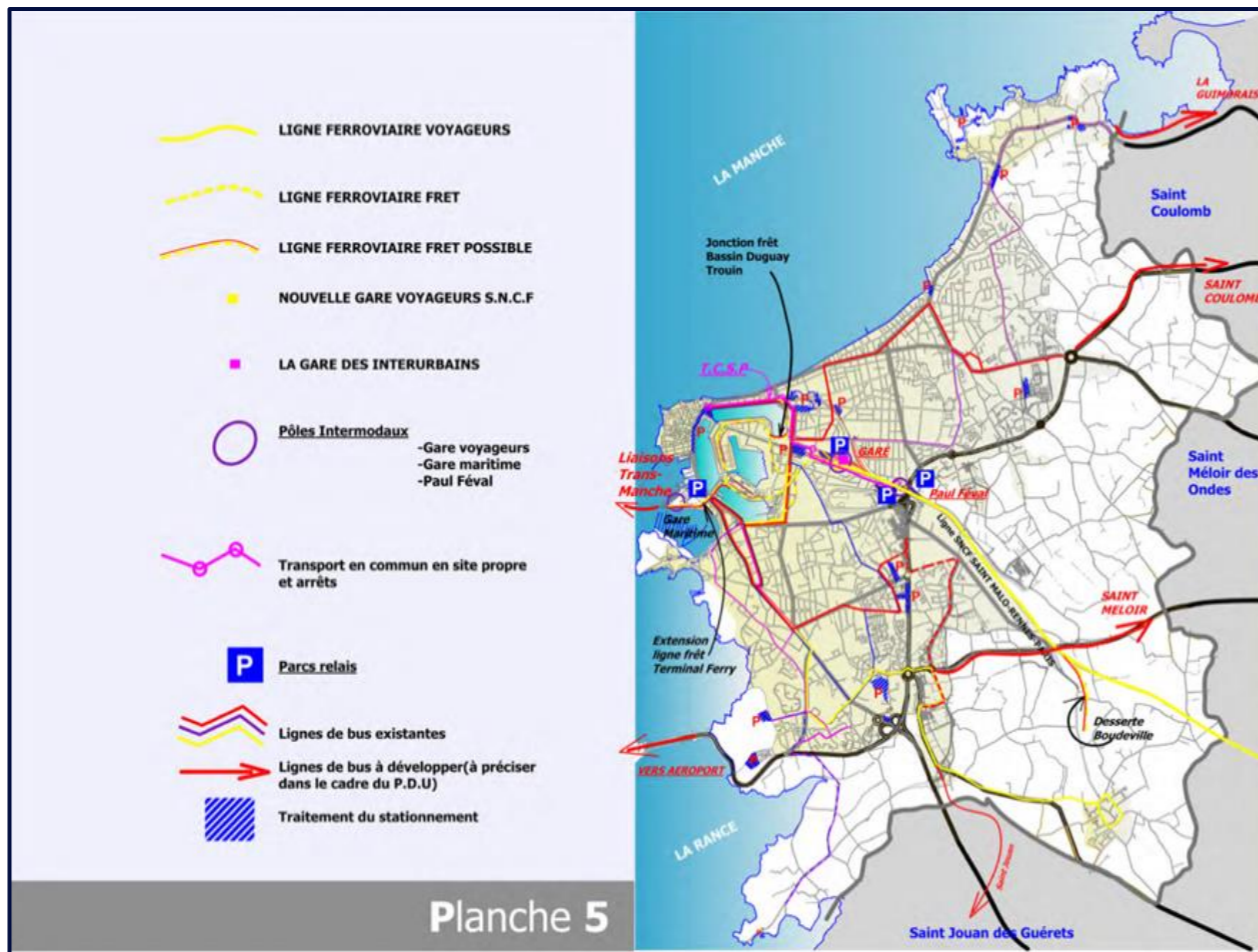 LIGNE FERROVIAIRE VOYAGEURS
LIGNE FERROVIAIRE FRET
LIGNE FERROVIAIRE FRET POSSIBLE
NOUVELLE GARE VOYAGEURS S.N.C.F
LA GARE DES INTERURBAINS
Pôles Intermodaux
-Gare voyageurs
-Gare maritime
-Paul Féval
Transport en commun en site propre
et arrêts
P
Parcs relais
Lignes de bus existantes
Lignes de bus à développer(à préciser
dans le cadre du P.D.U)
Traitement du stationnement
Planche 5
LA
GUIMORAIS
P
P
P
LA MANCHE
Saint
Coulomb
Jonction frêt
Bassin Duguay
Trouin
SAINT
COULOMB
P
T.C.S.P
P
P
P
P
P
P
GARE
Saint
Méloir des
Ondes
Liaisons
Trans-
Manche
P
P
P
Paul Féval
Gare
Maritime
Ligne SNCF SAINT MALO-RENNES-PARIS
P
P
SAINT
MELOIR
Extension
ligne frêt
Terminal Ferry
P
P
Desserte
Boudeville
VERS AEROPORT
LA RANCE
Saint Jouan
Saint Jouan des Guérets